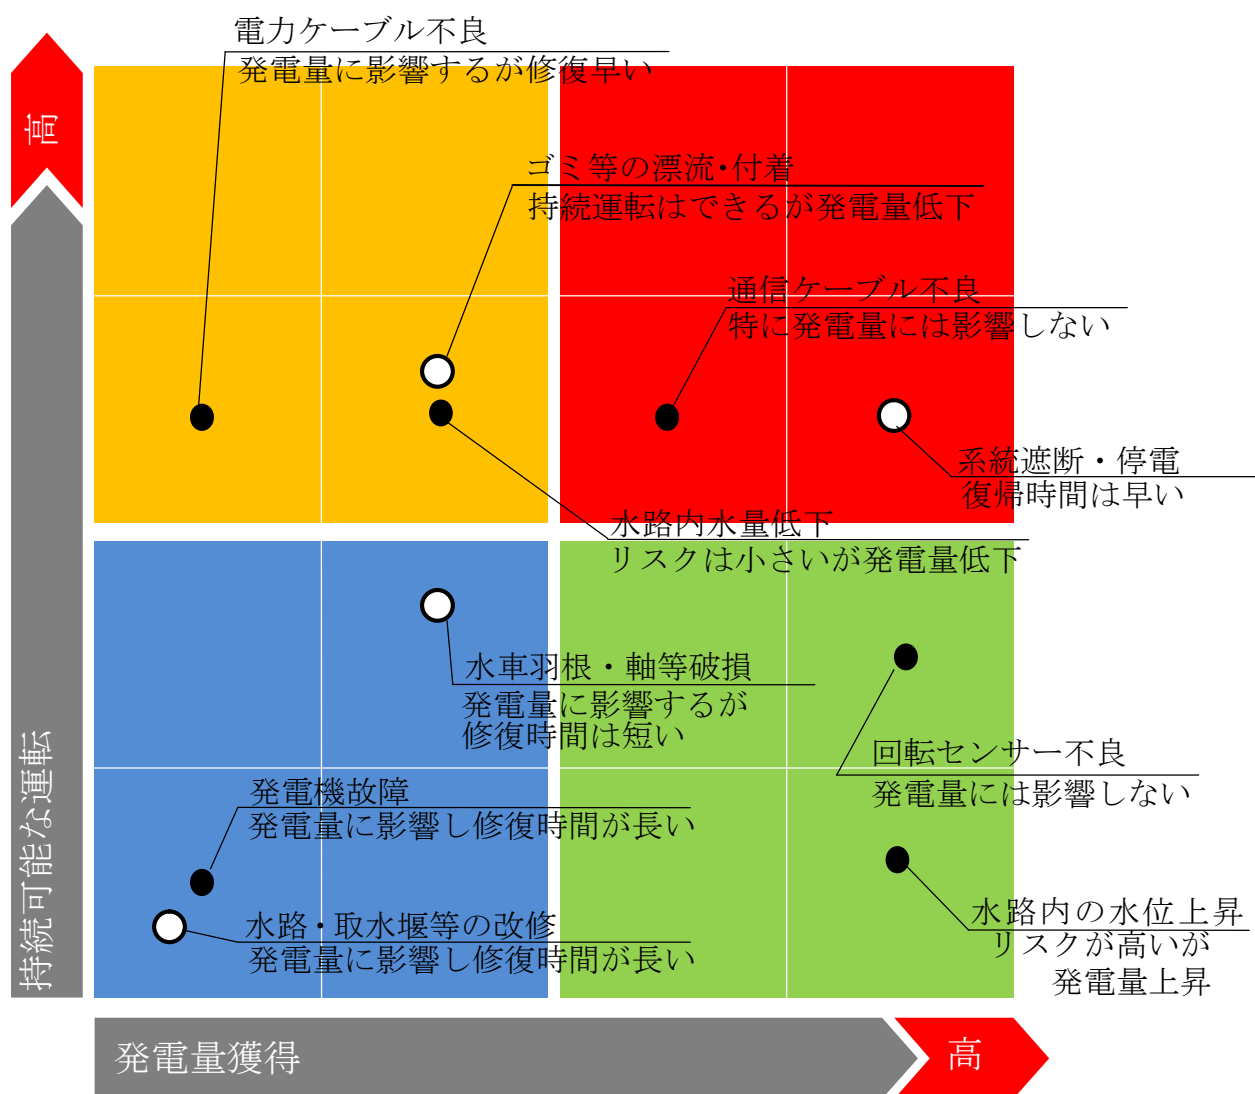 電力ケーブル不良
発電量に影響するが修復早い
高
ゴミ等の漂流・付着
持続運転はできるが発電量低下
通信ケーブル不良
特に発電量には影響しない
系統遮断・停電
復帰時間は早い
水路内水量低下
リスクは小さいが発電量低下
水車羽根・軸等破損
発電量に影響するが
修復時間は短い
回転センサー不良
発電量には影響しない
発電機故障
発電量に影響し修復時間が長い
水路・取水堰等の改修
発電量に影響し修復時間が長い
水路内の水位上昇
リスクが高いが
発電量上昇
持続可能な運転
発電量獲得
高